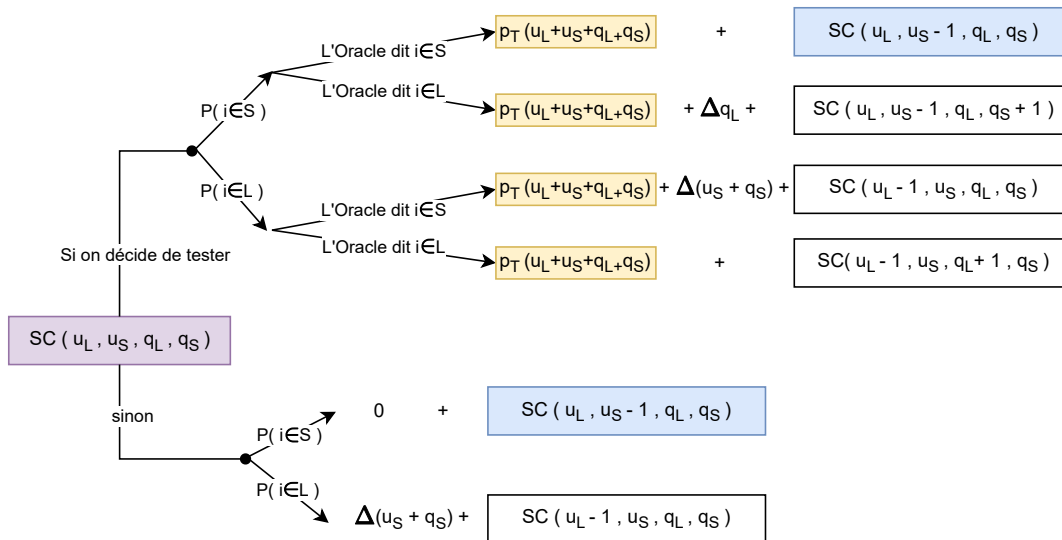 L'Oracle dit i∈S p_T (u_L+u_S+q_L+q_S) + SC ( u_L , u_S - 1 , q_L , q_S )
P( i∈S)
L'Oracle dit i∈L p_T (u_L+u_S+q_L+q_S) + Δq_L + SC ( u_L , u_S - 1 , q_L , q_S + 1 )
P( i∈L )
L'Oracle dit i∈S p_T (u_L+u_S+q_L+q_S) + Δ(u_S + q_S) + SC ( u_L - 1 , u_S , q_L , q_S )
L'Oracle dit i∈L p_T (u_L+u_S+q_L+q_S) + SC( u_L - 1 , u_S , q_L + 1 , q_S )
Si on décide de tester
SC ( u_L , u_S , q_L , q_S )
sinon
P( i∈S ) 0 + SC ( u_L , u_S - 1 , q_L , q_S )
P( i∈L )
Δ(u_S + q_S) + SC ( u_L - 1 , u_S , q_L , q_S )